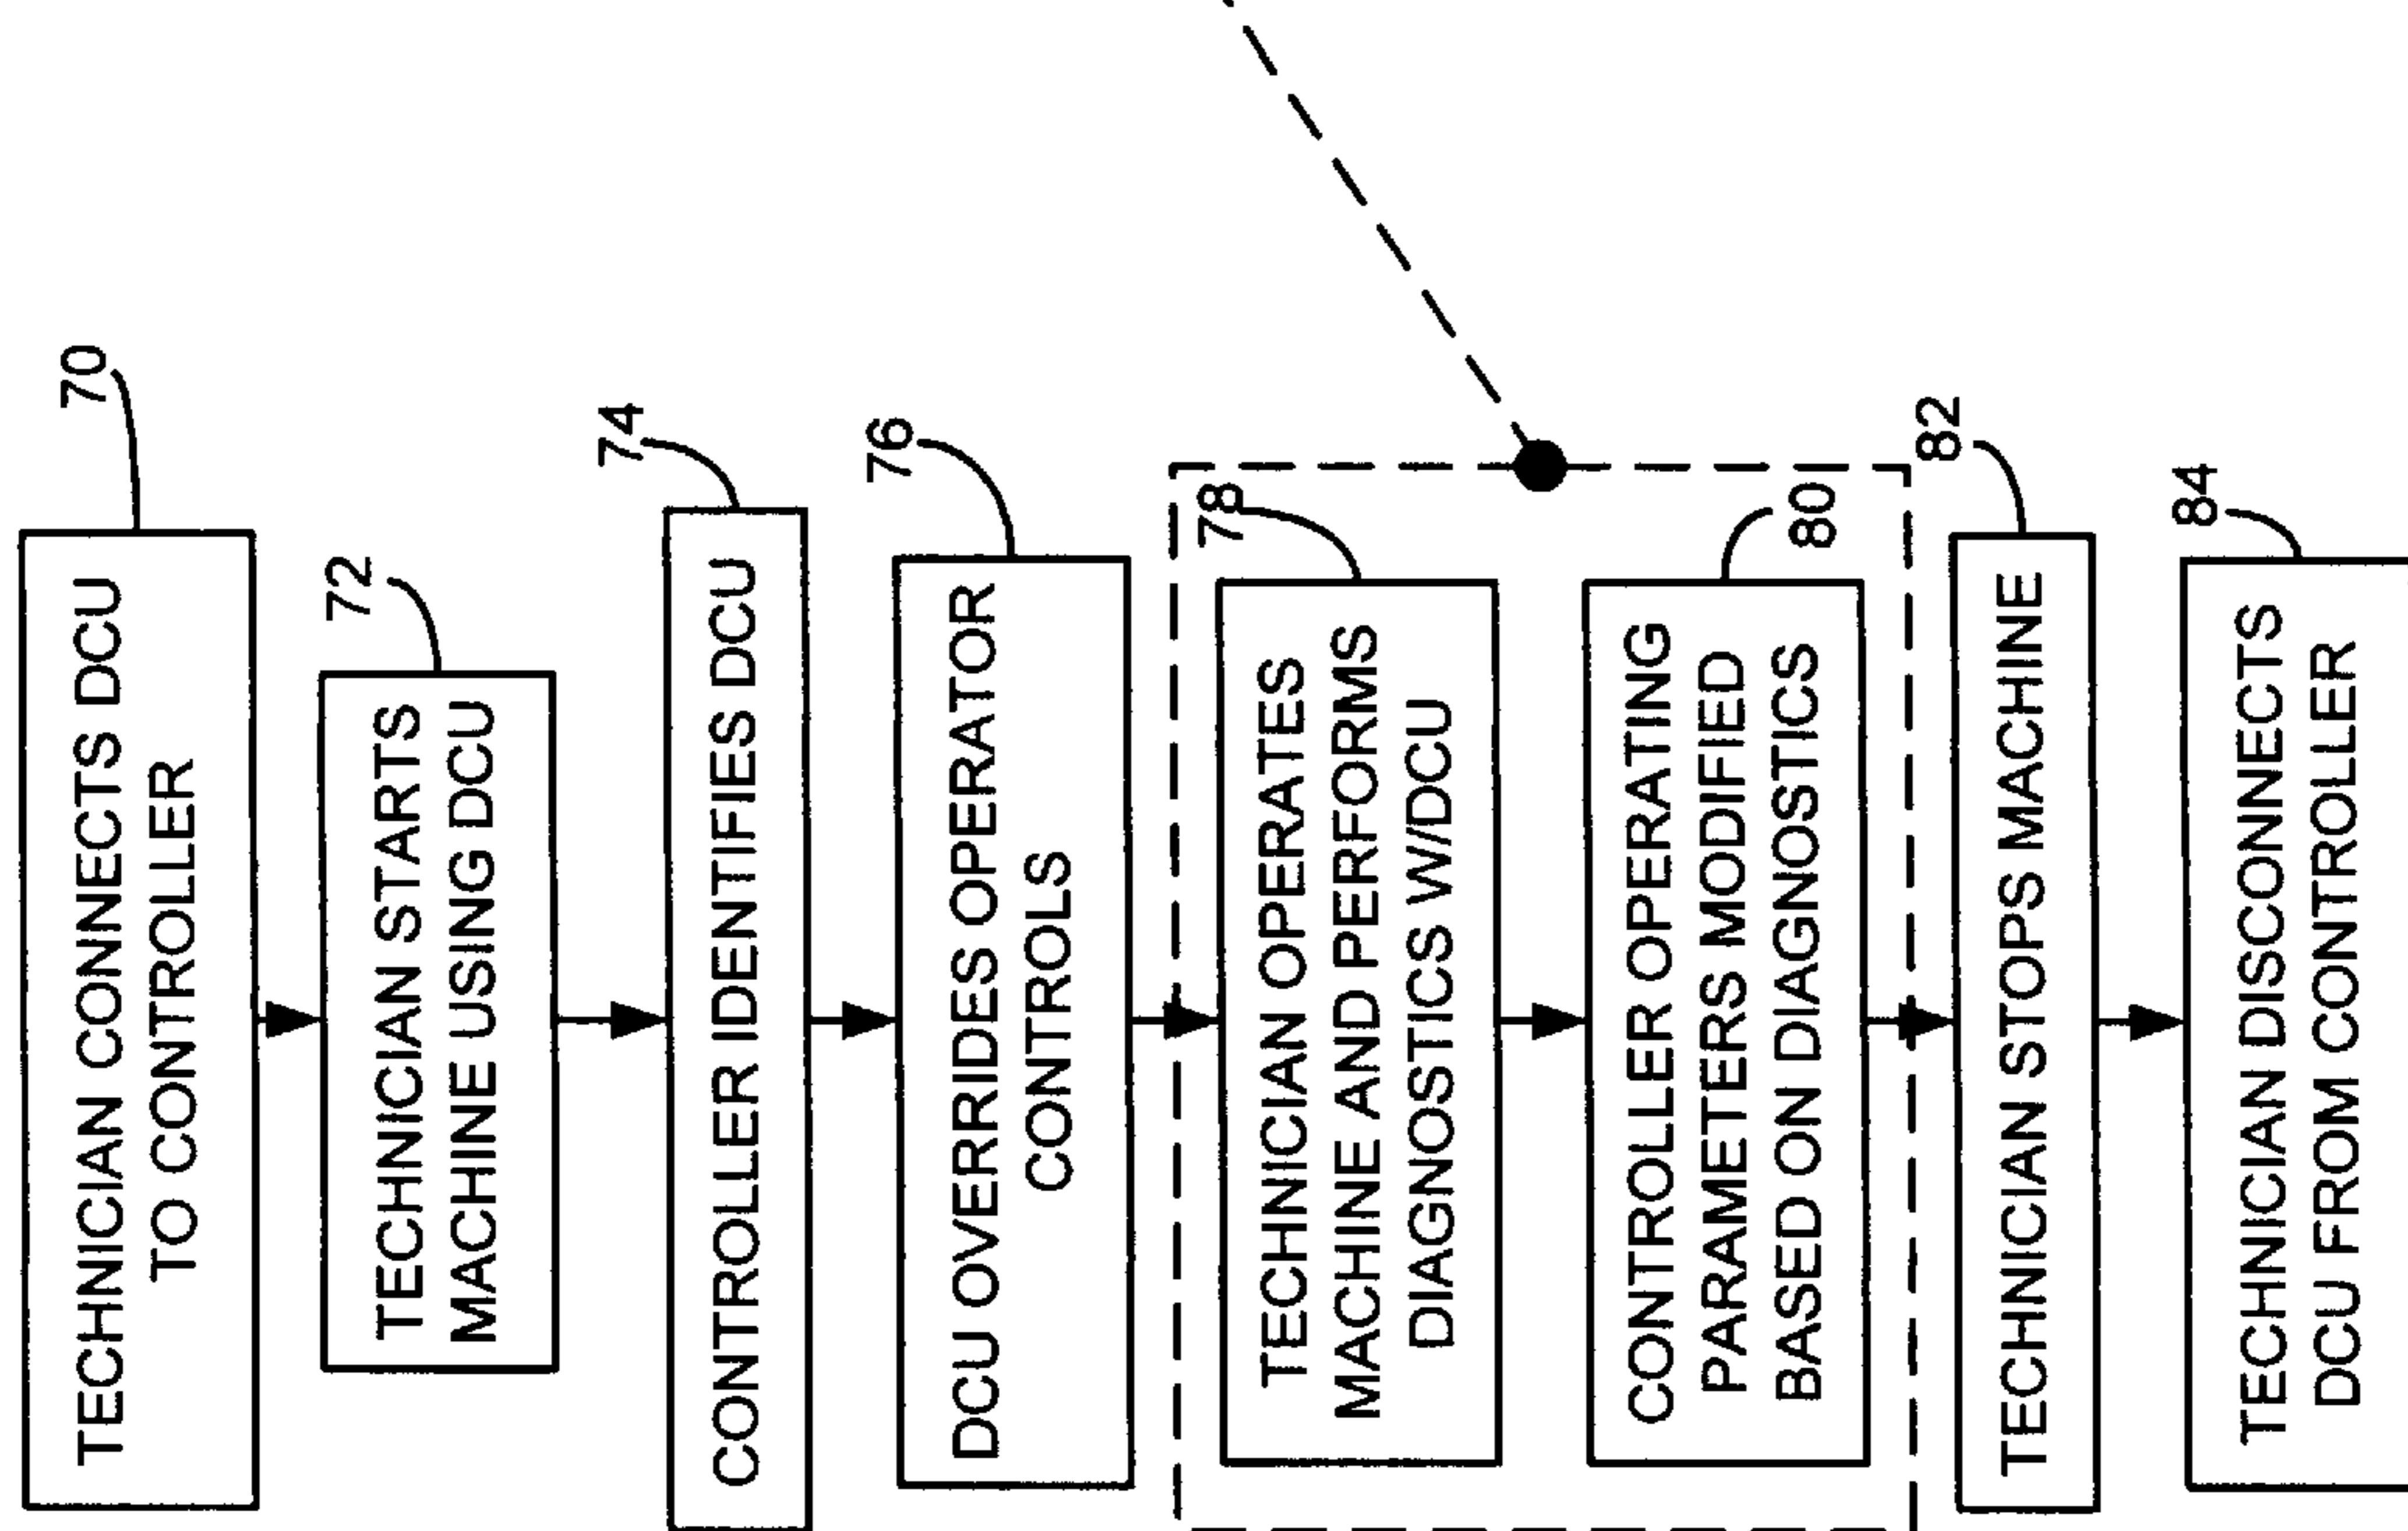 70
TECHNICIAN CONNECTS DCU
TO CONTROLLER
72
TECHNICIAN STARTS
MACHINE USING DCU
74
CONTROLLER IDENTIFIES DCU
76
DCU OVERRIDES OPERATOR
CONTROLS
78
TECHNICIAN OPERATES
MACHINE AND PERFORMS
DIAGNOSTICS W/DCU
80
CONTROLLER OPERATING
PARAMETERS MODIFIED
BASED ON DIAGNOSTICS
82
TECHNICIAN STOPS MACHINE
84
TECHNICIAN DISCONNECTS
DCU FROM CONTROLLER